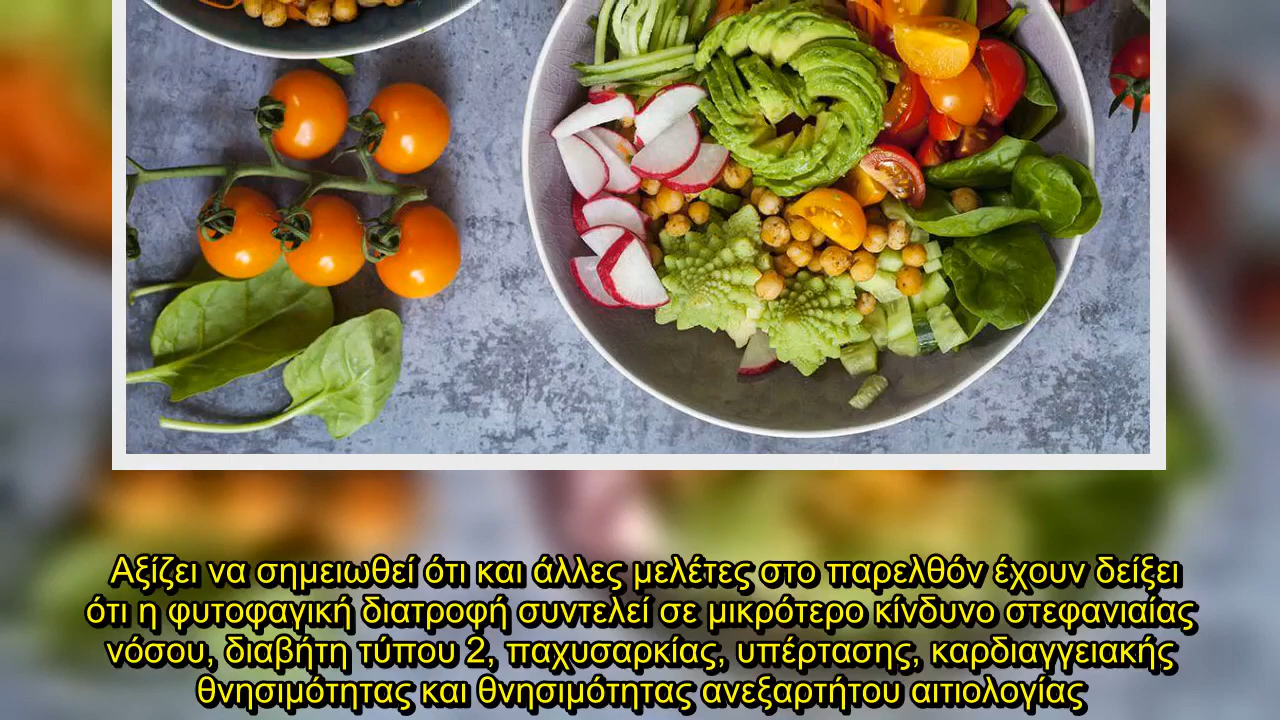 Αξίζει να σημειωθεί ότι και άλλες μελέτες στο παρελθόν έχουν δείξει
ότι η φυτοφαγική διατροφή συντελεί σε μικρότερο κίνδυνο στεφανιαίας
νόσου, διαβήτη τύπου 2, παχυσαρκίας, υπέρτασης, καρδιαγγειακής
θνησιμότητας και θνησιμότητας ανεξαρτήτου αιτιολογίας